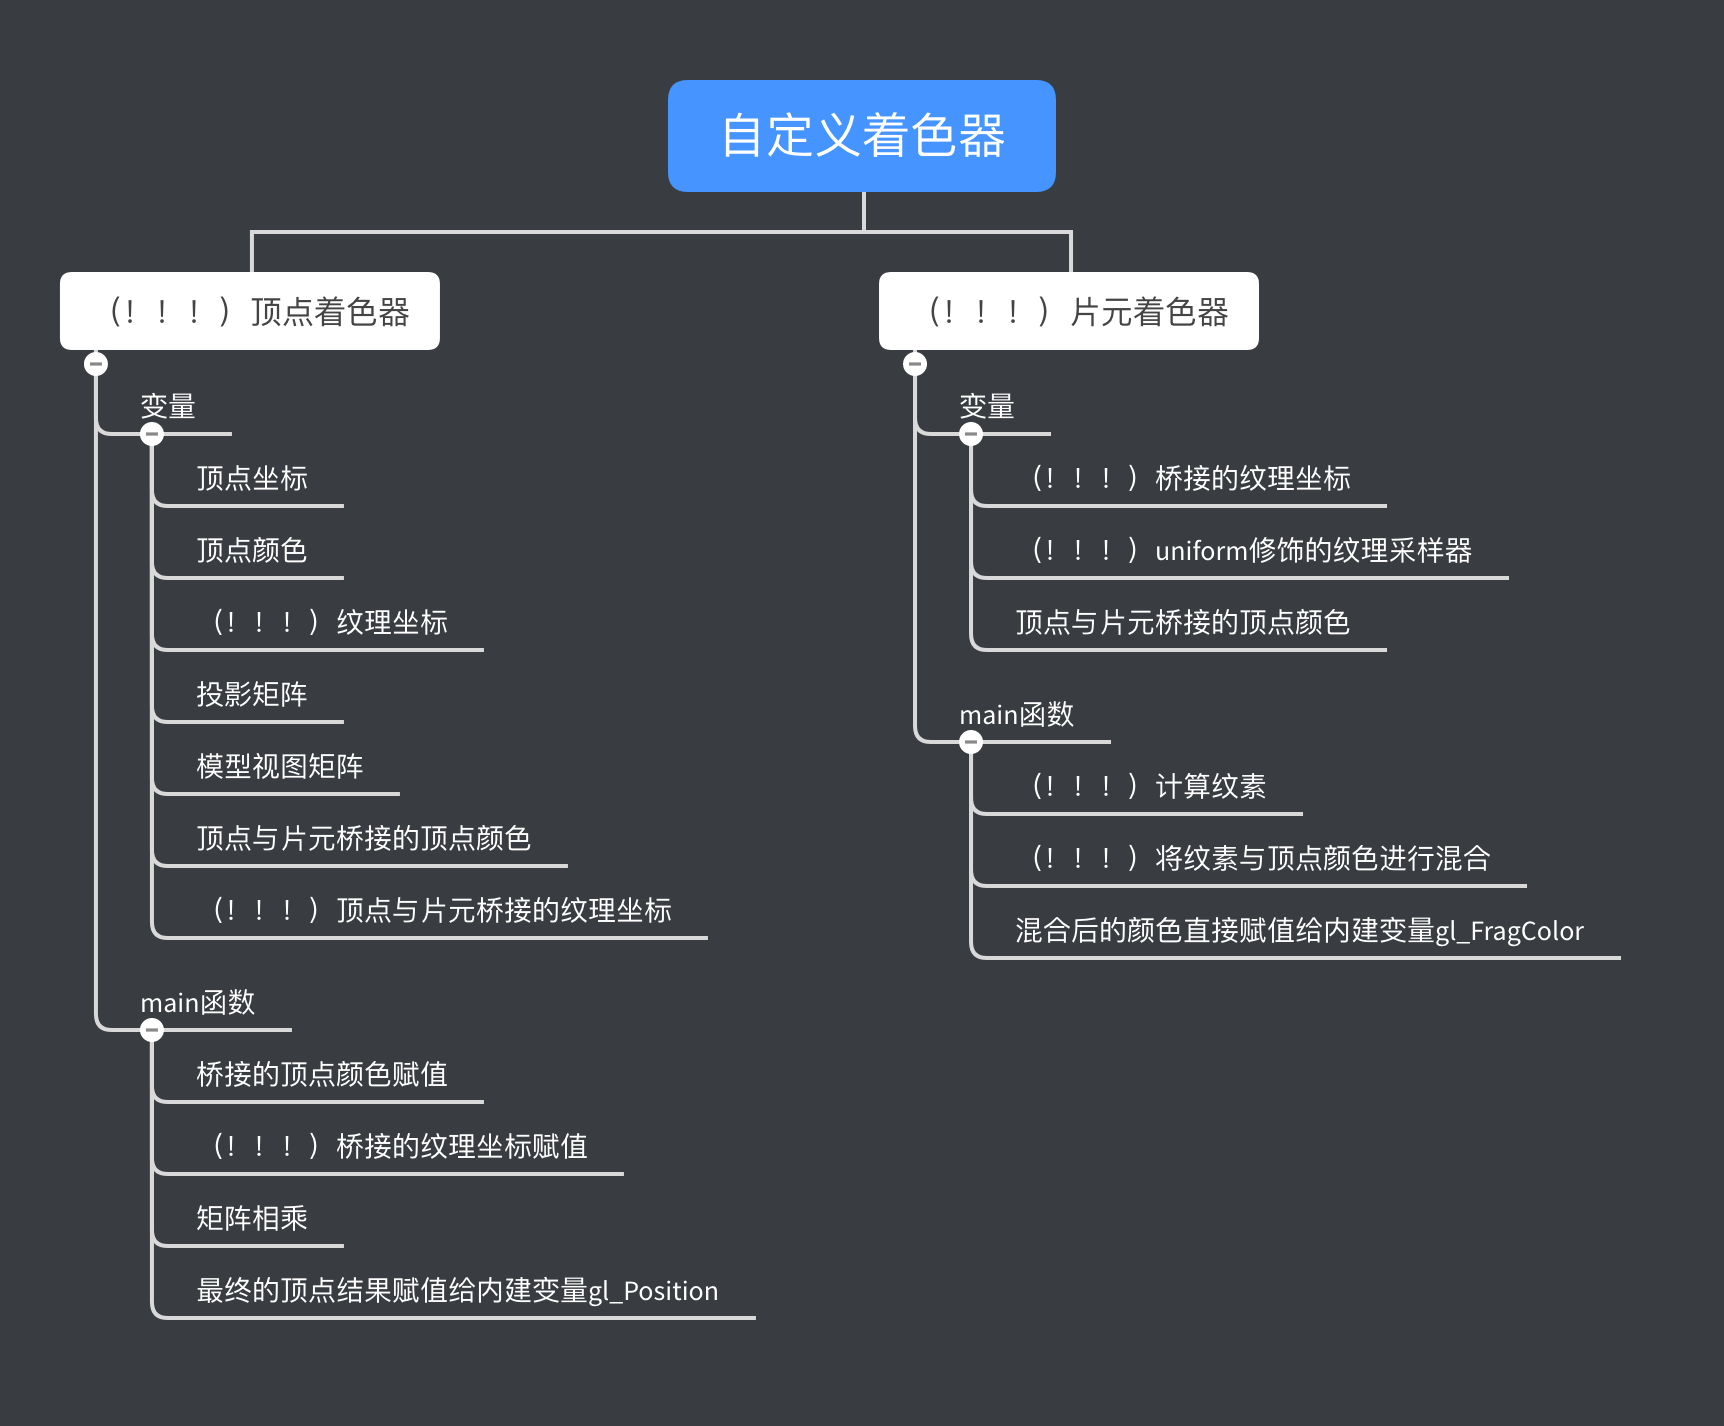 自定义着色器
（！！！）顶点着色器
变量
顶点坐标
顶点颜色
（！！！）纹理坐标
投影矩阵
模型视图矩阵
顶点与片元桥接的顶点颜色
（！！！）顶点与片元桥接的纹理坐标
main函数
桥接的顶点颜色赋值
（！！！）桥接的纹理坐标赋值
矩阵相乘
最终的顶点结果赋值给内建变量gl_Position
（！！！）片元着色器
变量
（！！！）桥接的纹理坐标
（！！！）uniform修饰的纹理采样器
顶点与片元桥接的顶点颜色
main函数
（！！！）计算纹素
（！！！）将纹素与顶点颜色进行混合
混合后的颜色直接赋值给内建变量gl_FragColor